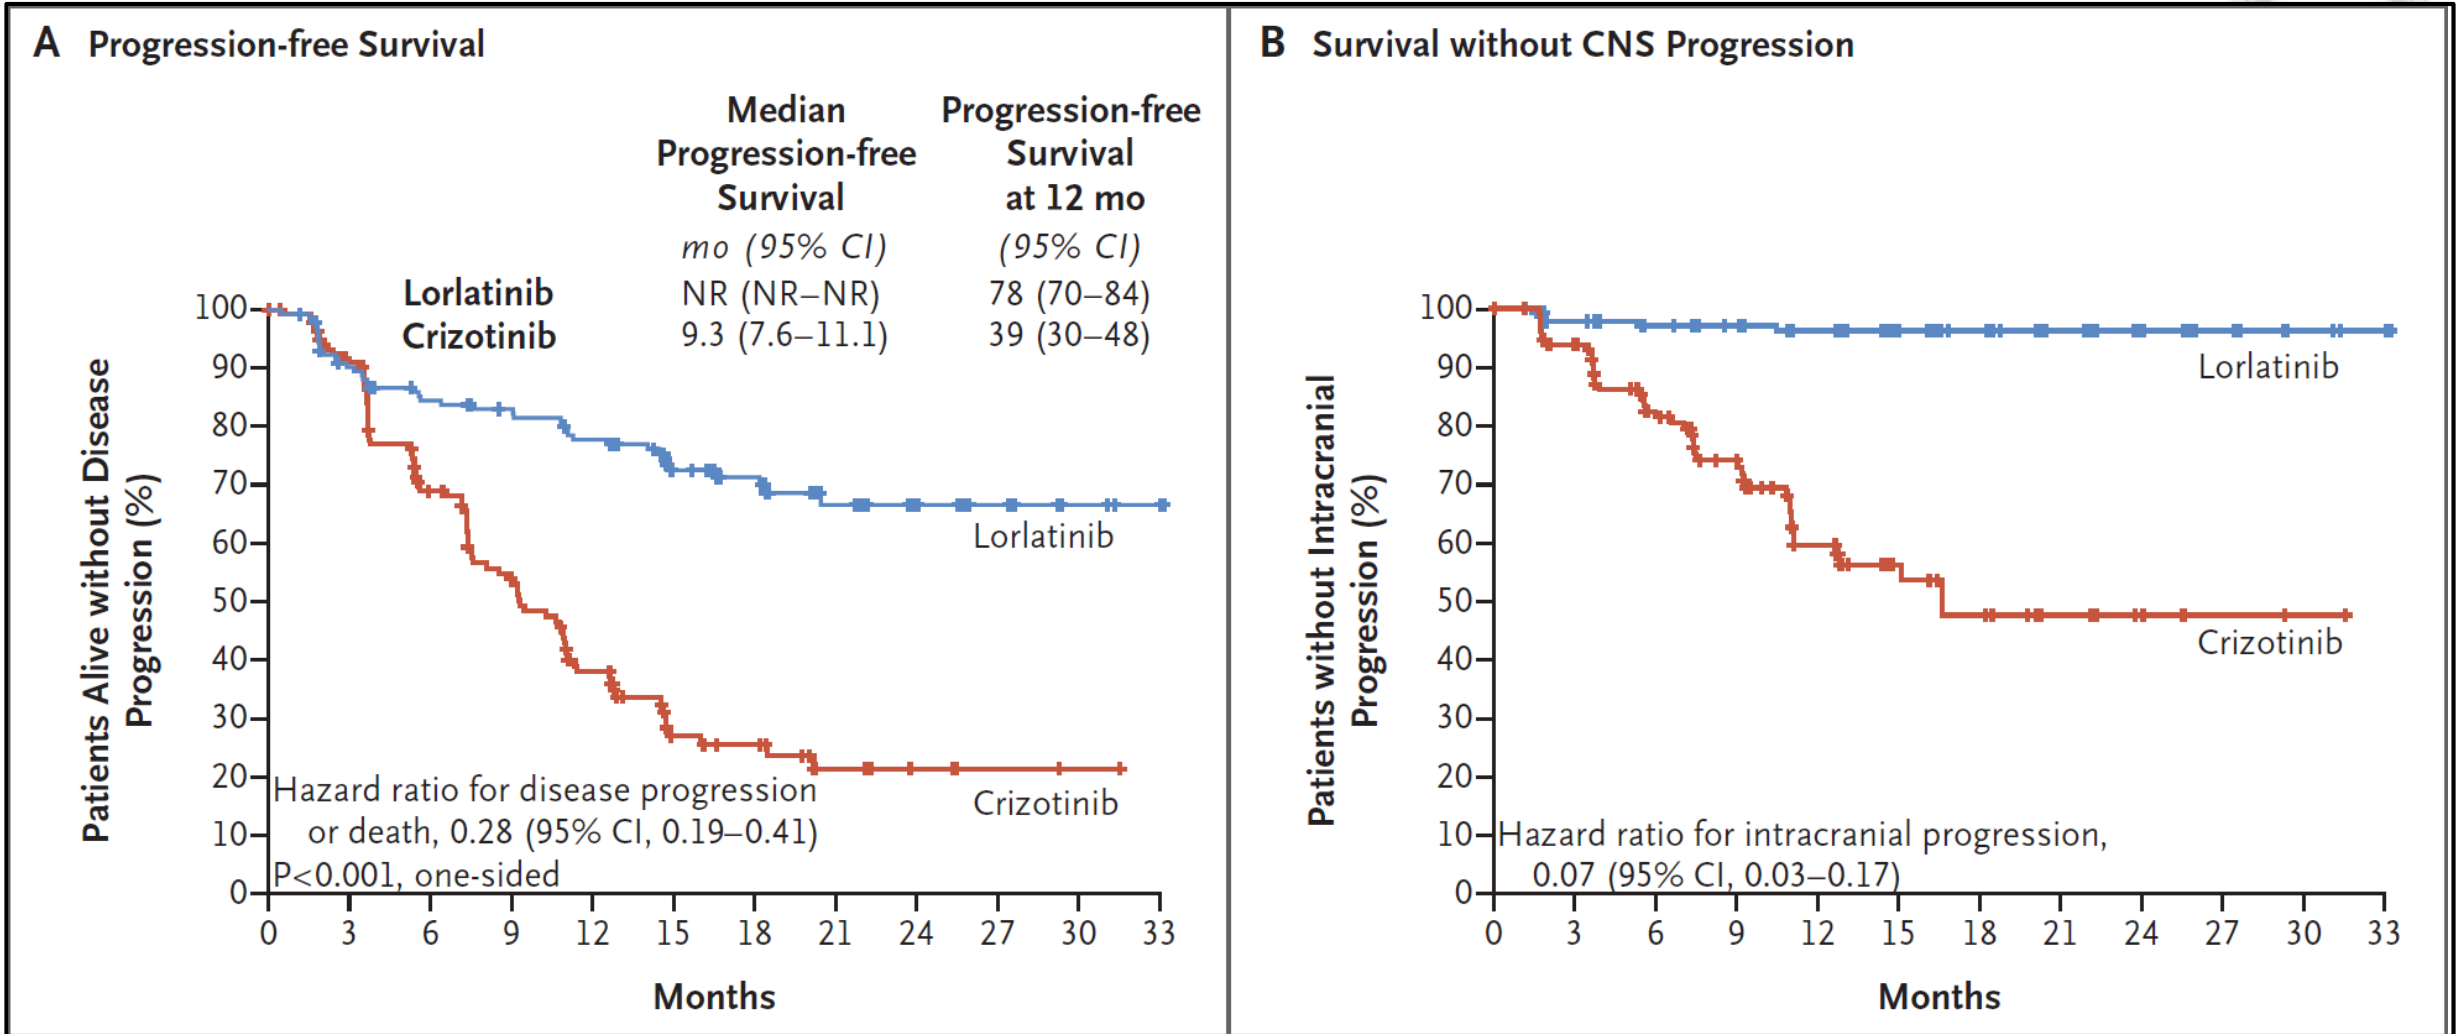 A Progression-free Survival
Median
Progression-free
Survival
mo (95% CI)
Progression-free
Survival
at 12 mo
(95% CI)
Lorlatinib NR (NR–NR) 78 (70–84)
Crizotinib 9.3 (7.6–11.1) 39 (30–48)
Patients Alive without Disease
Progression (%)
100
90
80
70
60
50
40
30
20
10
0
Lorlatinib
Crizotinib
Hazard ratio for disease progression
or death, 0.28 (95% CI, 0.19–0.41)
P<0.001, one-sided
0 3 6 9 12 15 18 21 24 27 30 33
Months
B Survival without CNS Progression
Patients without Intracranial
Progression (%)
100
90
80
70
60
50
40
30
20
10
0
Lorlatinib
Crizotinib
Hazard ratio for intracranial progression,
0.07 (95% CI, 0.03–0.17)
0 3 6 9 12 15 18 21 24 27 30 33
Months